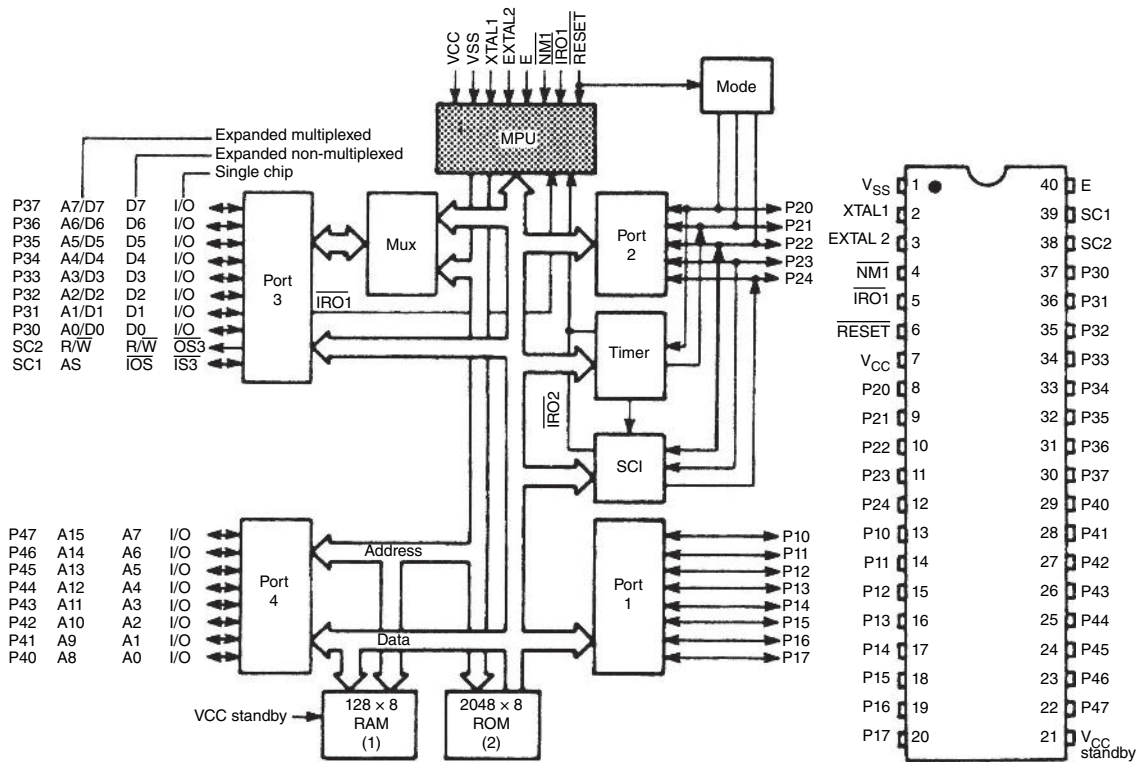 VCC
VSS
XTAL1
EXTAL2
E
NM1
IRO1
RESET
MPU
Mode
Expanded multiplexed
Expanded non-multiplexed
Single chip
P37 A7/D7 D7 I/O
P36 A6/D6 D6 I/O
P35 A5/D5 D5 I/O
P34 A4/D4 D4 I/O
P33 A3/D3 D3 I/O
P32 A2/D2 D2 I/O
P31 A1/D1 D1 I/O
P30 A0/D0 D0 I/O
SC2 R/W̅ R/W̅ O̅S̅3̅
SC1 AS I̅O̅S̅ I̅S̅3̅
Port
3
Mux
I̅R̅O̅1̅
Port
2
P20
P21
P22
P23
P24
Timer
I̅R̅O̅2̅
SCI
P47 A15 A7 I/O
P46 A14 A6 I/O
P45 A13 A5 I/O
P44 A12 A4 I/O
P43 A11 A3 I/O
P42 A10 A2 I/O
P41 A9 A1 I/O
P40 A8 A0 I/O
Port
4
Address
Data
Port
1
P10
P11
P12
P13
P14
P15
P16
P17
VCC standby
128 × 8
RAM
(1)
2048 × 8
ROM
(2)
VSS 1 40 E
XTAL1 2 39 SC1
EXTAL 2 3 38 SC2
N̅M̅1̅ 4 37 P30
I̅R̅O̅1̅ 5 36 P31
R̅E̅S̅E̅T̅ 6 35 P32
VCC 7 34 P33
P20 8 33 P34
P21 9 32 P35
P22 10 31 P36
P23 11 30 P37
P24 12 29 P40
P10 13 28 P41
P11 14 27 P42
P12 15 26 P43
P13 16 25 P44
P14 17 24 P45
P15 18 23 P46
P16 19 22 P47
P17 20 21 VCC
standby